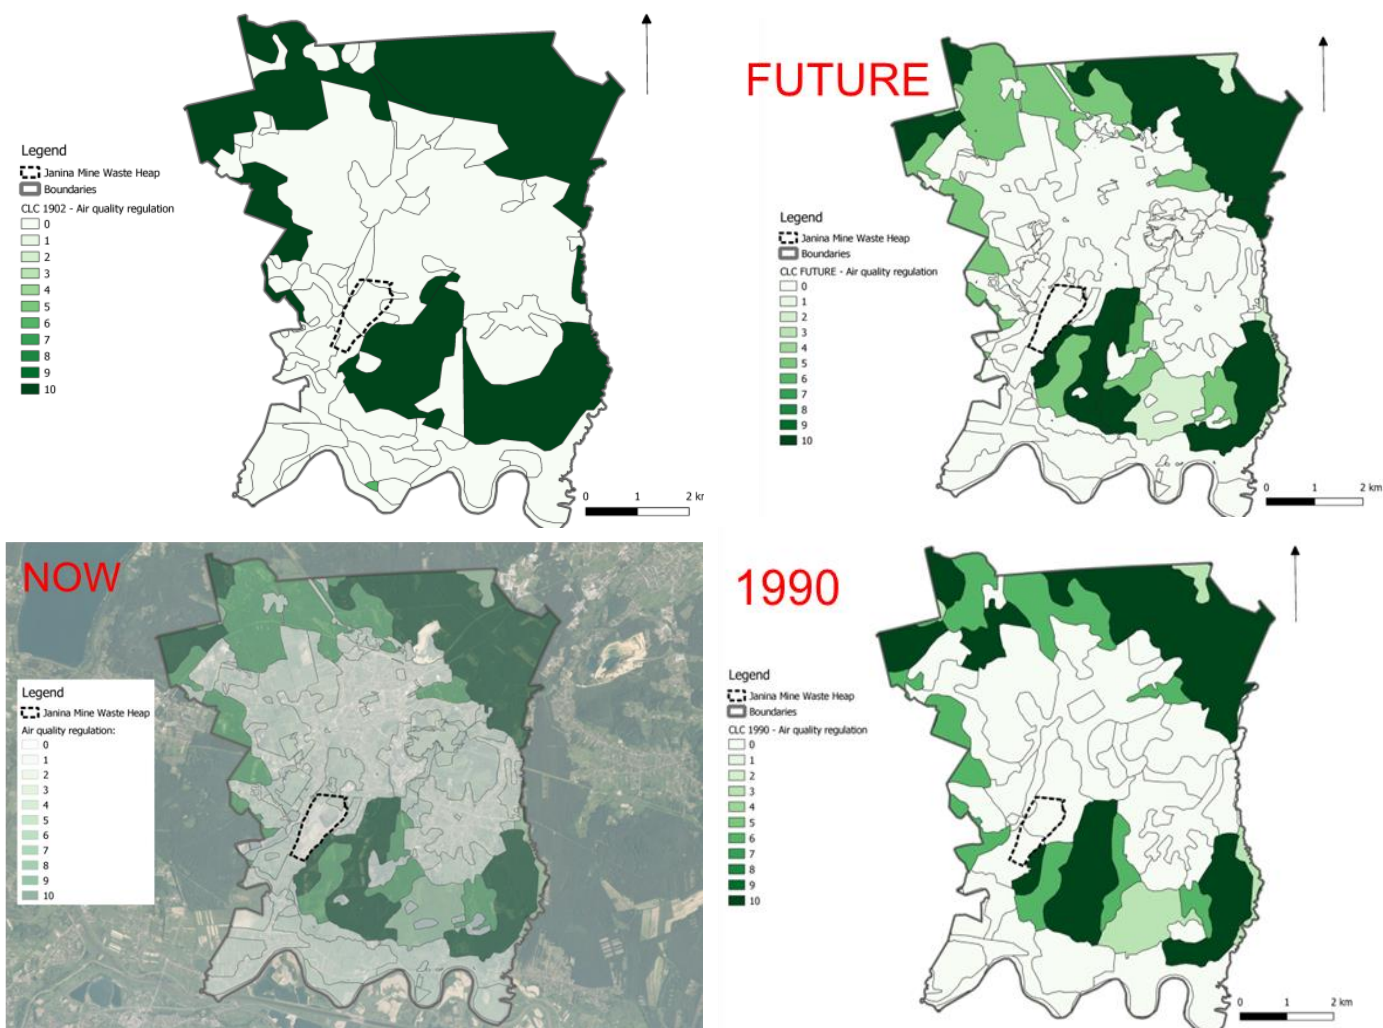 Legend
Janina Mine Waste Heap
Boundaries
CLC 1902 - Air quality regulation
0
1
2
3
4
5
6
7
8
9
10
0 1 2 kr
FUTURE
Legend
Janina Mine Waste Heap
Boundaries
CLC FUTURE - Air quality regulation
0
1
2
3
4
5
6
7
8
9
10
0 1 2 km
NOW
Legend
Janina Mine Waste Heap
Air quality regulation:
0
1
2
3
4
5
6
7
8
9
10
1990
Legend
Janina Mine Waste Heap
Boundaries
CLC 1990 - Air quality regulation
0
1
2
3
4
5
6
7
8
9
10
0 1 2 km